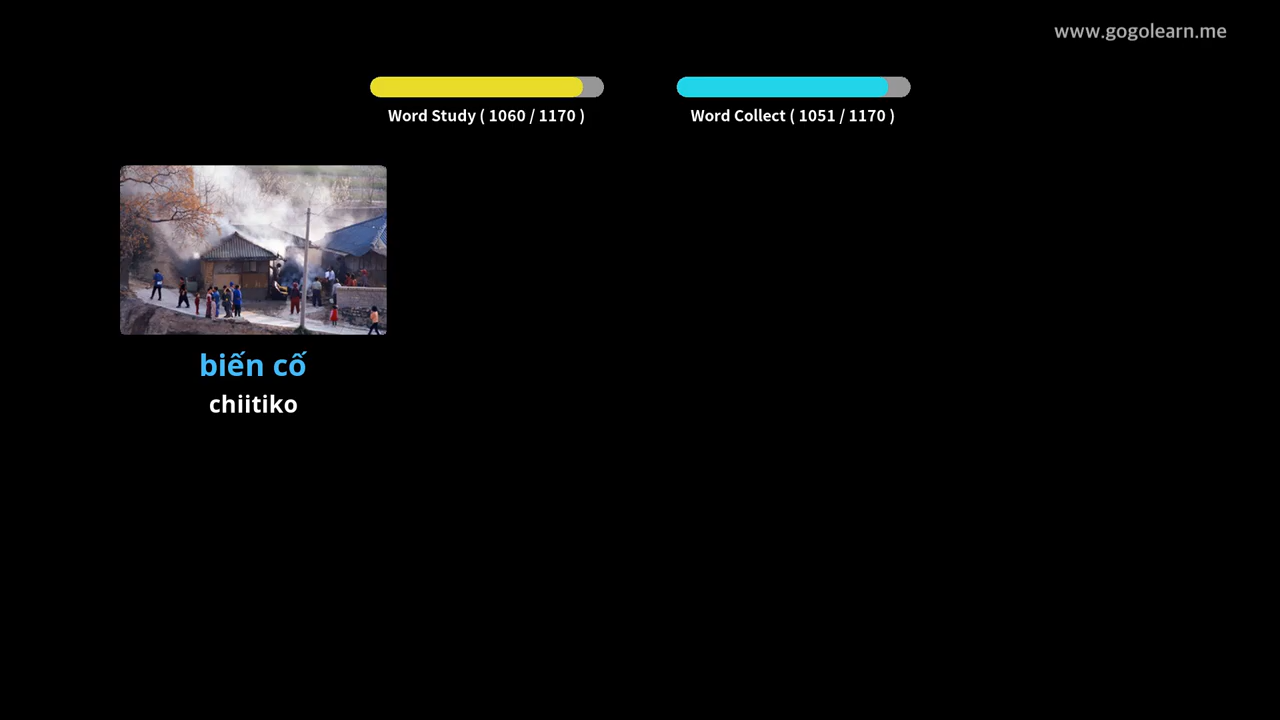 www.gogolearn.me
Word Study ( 1060 / 1170 )
Word Collect ( 1051 / 1170 )
biến cố
chiitiko